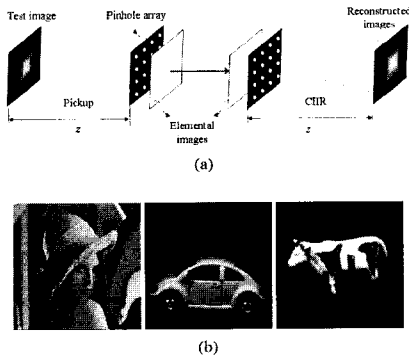 Test image
Pinhole array
Reconstructed
images
Pickup
CIIR
z
Elemental
images
z
(a)
(b)